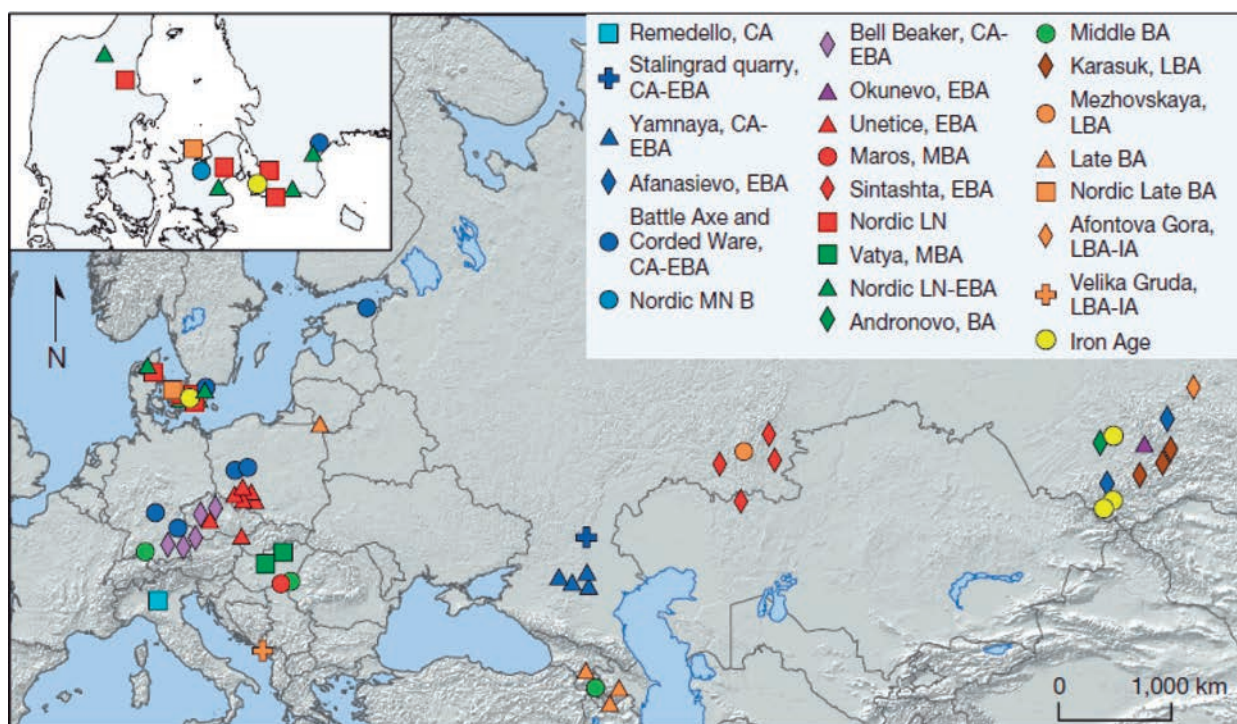 Remedello, CA
Stalingrad quarry,
CA-EBA
Yamnaya, CA-
EBA
Afanasievo, EBA
Battle Axe and
Corded Ware,
CA-EBA
Nordic MN B
Bell Beaker, CA-
EBA
Okunevo, EBA
Unetice, EBA
Maros, MBA
Sintashta, EBA
Nordic LN
Vatya, MBA
Nordic LN-EBA
Andronovo, BA
Middle BA
Karasuk, LBA
Mezhovskaya,
LBA
Late BA
Nordic Late BA
Afontova Gora,
LBA-IA
Velika Gruda,
LBA-IA
Iron Age
N
0 1,000 km